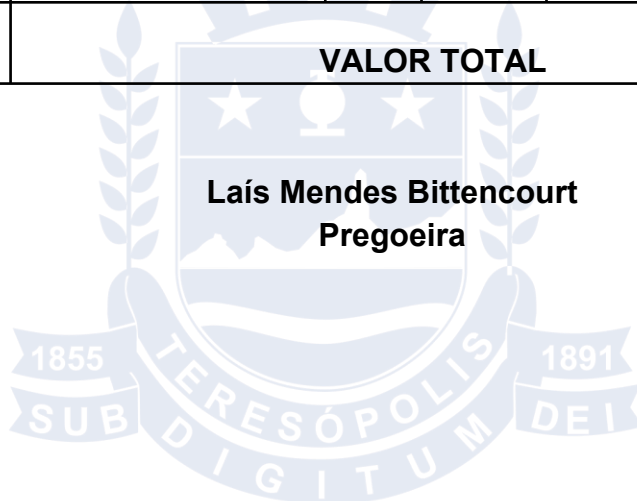 VALOR TOTAL
Laís Mendes Bittencourt
Pregoeira
1855
1891
TERESÓPOLIS
SUB DIGITUM DEI